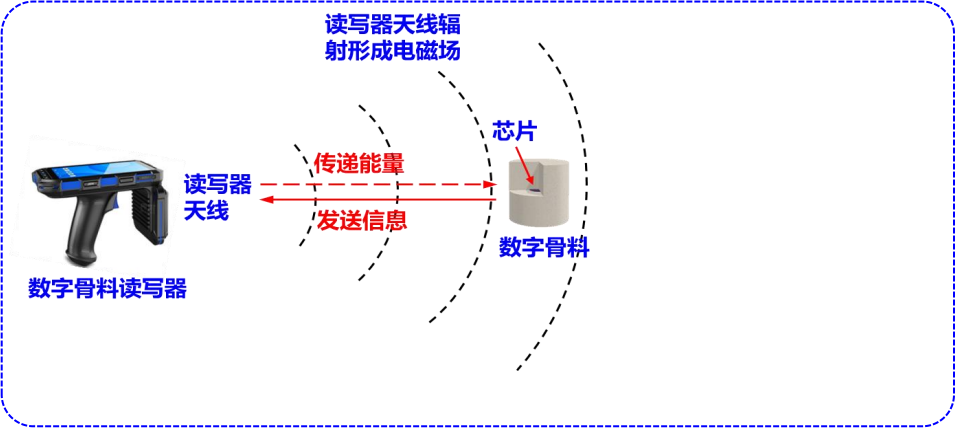 读写器天线辐
射形成电磁场
芯片
传递能量
读写器
天线
发送信息
数字骨料
数字骨料读写器